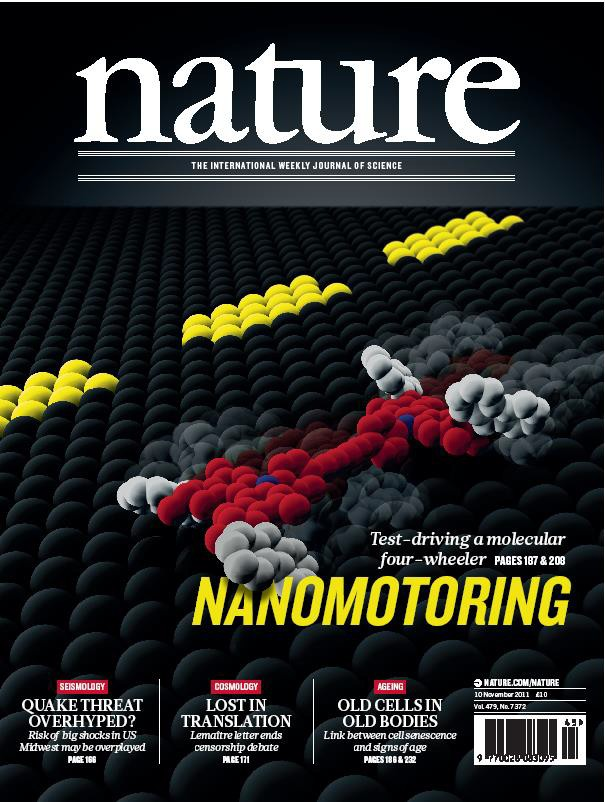 nature
THE INTERNATIONAL WEEKLY JOURNAL OF SCIENCE
Test-driving a molecular
four-wheeler PAGES 187 & 208
NANOMOTORING
SEISMOLOGY
QUAKE THREAT
OVERHYPED?
Risk of big shocks in US
Midwest may be overplayed
PAGE 166
COSMOLOGY
LOST IN
TRANSLATION
Lemaître letter ends
censorship debate
PAGE 171
AGEING
OLD CELLS IN
OLD BODIES
Link between cell senescence
and signs of age
PAGES 186 & 232
NATURE.COM/NATURE
10 November 2011 £10
Vol. 479, No. 7372